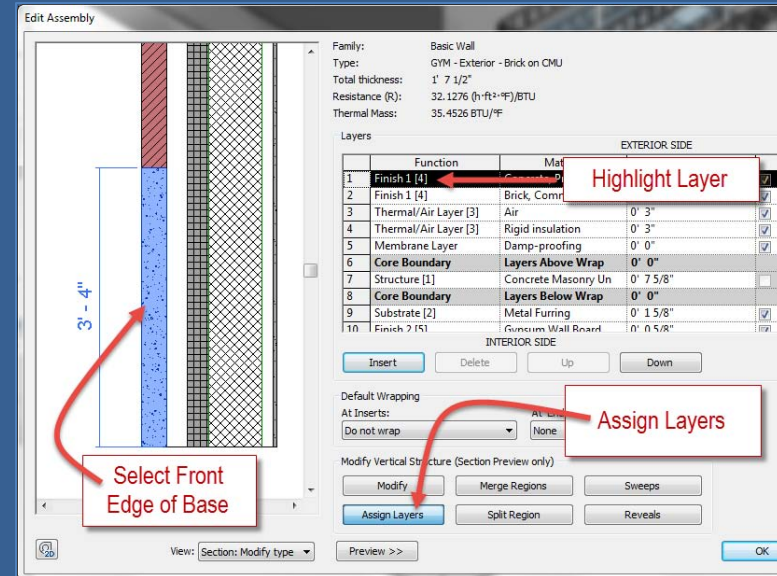 Edit Assembly
Family: Basic Wall
Type: GYM - Exterior - Brick on CMU
Total thickness: 1' 7 1/2"
Resistance (R): 32.1276 (h·ft²·°F)/BTU
Thermal Mass: 35.4526 BTU/°F
Layers
EXTERIOR SIDE
Function Mat
1 Finish 1 [4]
Highlight Layer
2 Finish 1 [4] Brick, Comm
3 Thermal/Air Layer [3] Air 0' 3"
4 Thermal/Air Layer [3] Rigid insulation 0' 3"
5 Membrane Layer Damp-proofing 0' 0"
6 Core Boundary Layers Above Wrap 0' 0"
7 Structure [1] Concrete Masonry Un 0' 7 5/8"
8 Core Boundary Layers Below Wrap 0' 0"
9 Substrate [2] Metal Furring 0' 1 5/8"
10 Finish 2 [5] Gypsum Wall Board 0' 0 5/8"
INTERIOR SIDE
Insert Delete Up Down
Default Wrapping
At Inserts: At End
Do not wrap None
Assign Layers
Modify Vertical Structure (Section Preview only)
Modify Merge Regions Sweeps
Assign Layers Split Region Reveals
3' - 4"
Select Front
Edge of Base
2D
View: Section: Modify type Preview >> OK